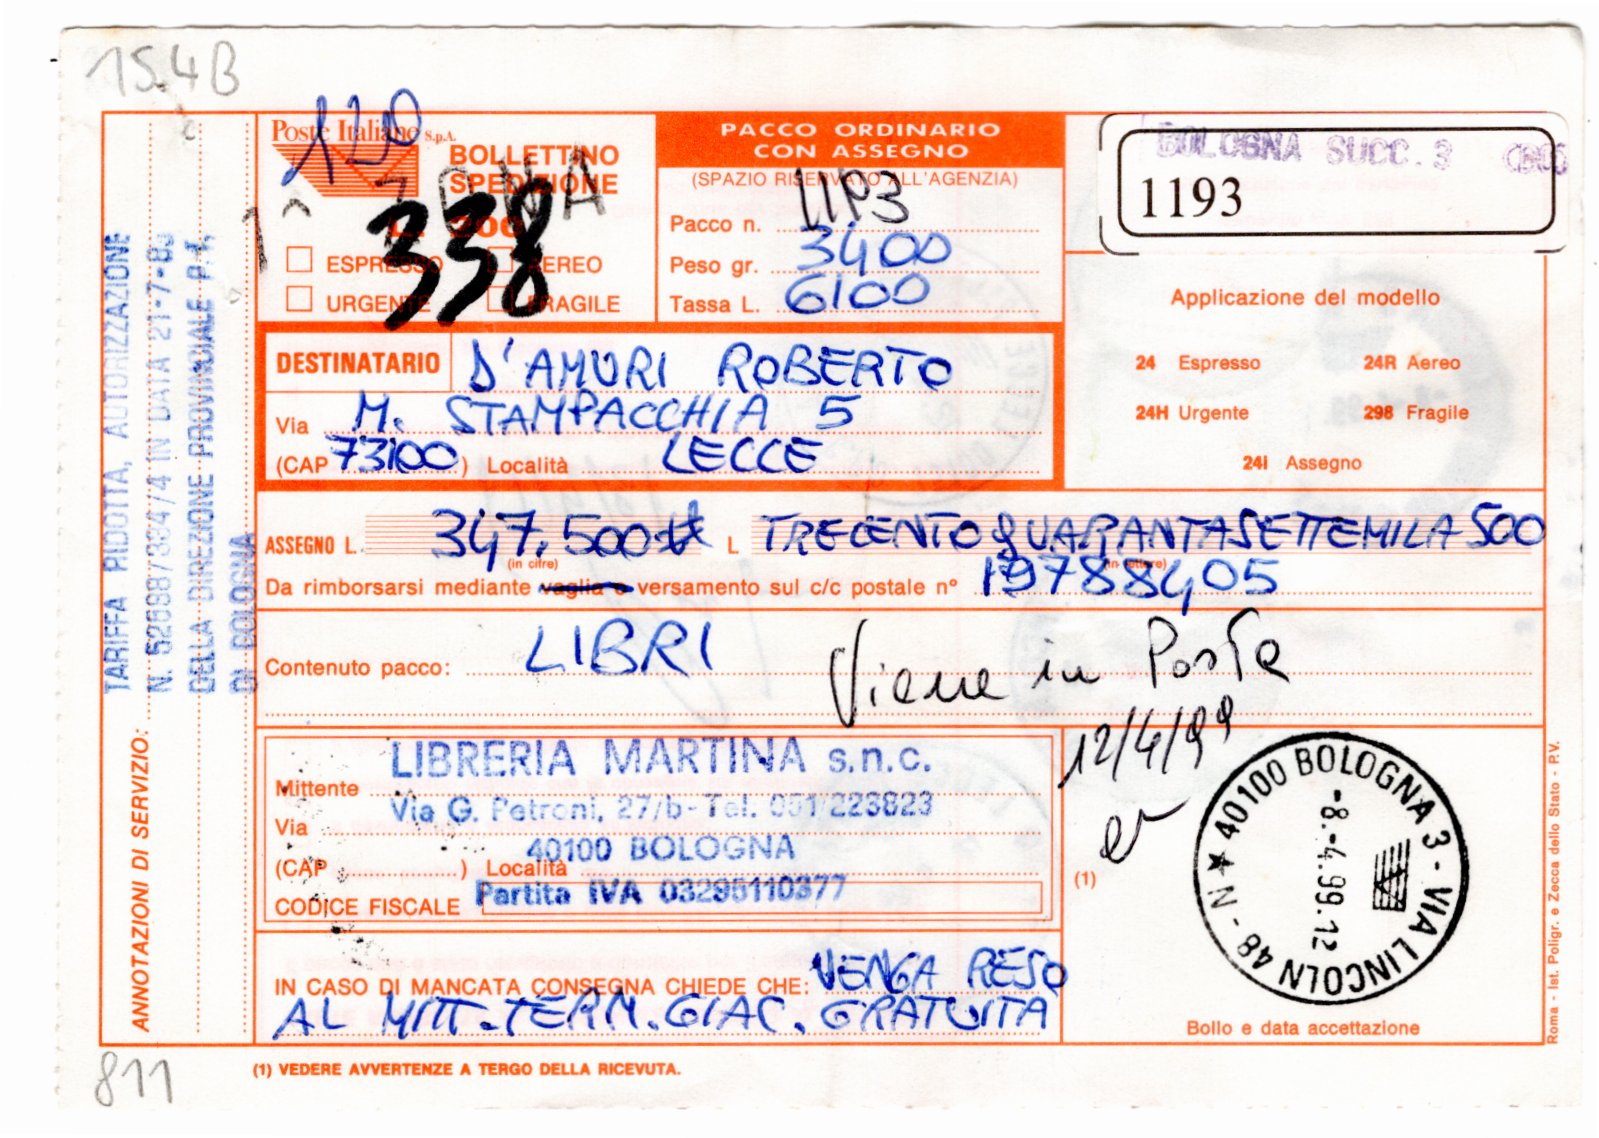 15.4B
120
Poste Italiane S.p.A.
BOLLETTINO
SPEDIZIONE
338
ESPRESSO AEREO
URGENTE FRAGILE
PACCO ORDINARIO
CON ASSEGNO
(SPAZIO RISERVATO ALL'AGENZIA)
Pacco n. 1193
Peso gr. 3400
Tassa L. 6100
BOLOGNA SUCC. 3
1193
Applicazione del modello
24 Espresso 24R Aereo
24H Urgente 298 Fragile
24i Assegno
DESTINATARIO D'AMURI ROBERTO
Via M. STAMPACCHIA 5
(CAP 73100) Località LECCE
ASSEGNO L. 347.500 L. TRECENTOQUARANTASETTEMILA500
(in cifre) (in lettere)
Da rimborsarsi mediante vaglia o versamento sul c/c postale n° 19788405
Contenuto pacco: LIBRI
Viene in Posta
12/4/99
LIBRERIA MARTINA s.n.c.
Mittente
Via G. Petroni, 27/b - Tel. 051/223823
Via
40100 BOLOGNA
(CAP ) Località
Partita IVA 03295110377
CODICE FISCALE
(1)
40100 BOLOGNA 3 - VIA LINCOLN 48 - N ★
-8.-4.99.12
Bollo e data accettazione
IN CASO DI MANCATA CONSEGNA CHIEDE CHE: VENGA RESO
AL MITT. TERM. GIAC. GRATUITA
(1) VEDERE AVVERTENZE A TERGO DELLA RICEVUTA.
811
ANNOTAZIONI DI SERVIZIO:
TARIFFA RIDOTTA, AUTORIZZAZIONE
N. 52698/334/4 IN DATA 21-7-8
DELLA DIREZIONE PROVINCIALE P.T.
DI BOLOGNA
Roma - Ist. Poligr. e Zecca dello Stato - P.V.